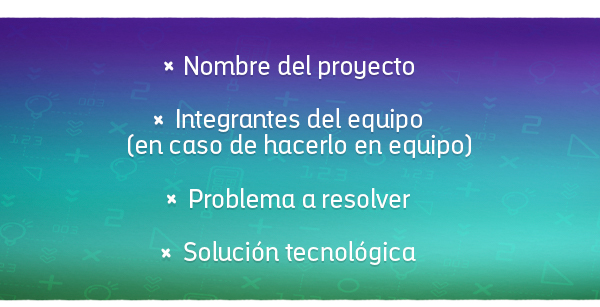 × Nombre del proyecto
× Integrantes del equipo
(en caso de hacerlo en equipo)
× Problema a resolver
× Solución tecnológica